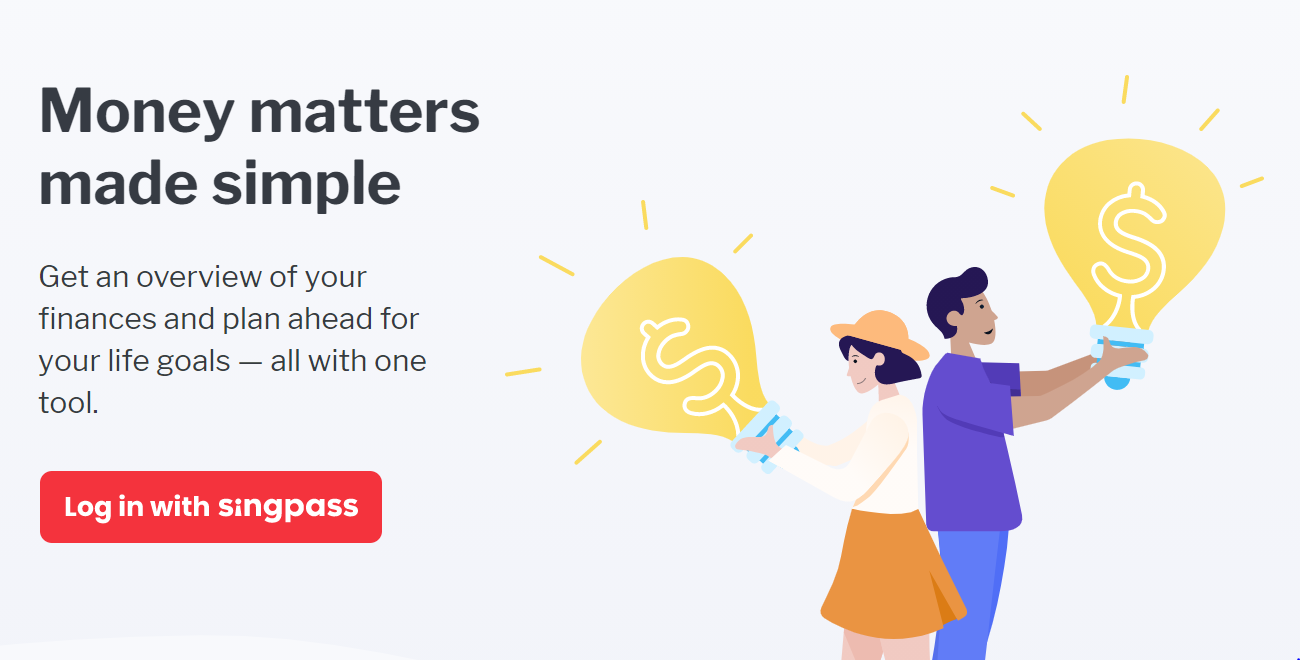 Money matters
made simple
Get an overview of your
finances and plan ahead for
your life goals — all with one
tool.
Log in with singpass
$
$